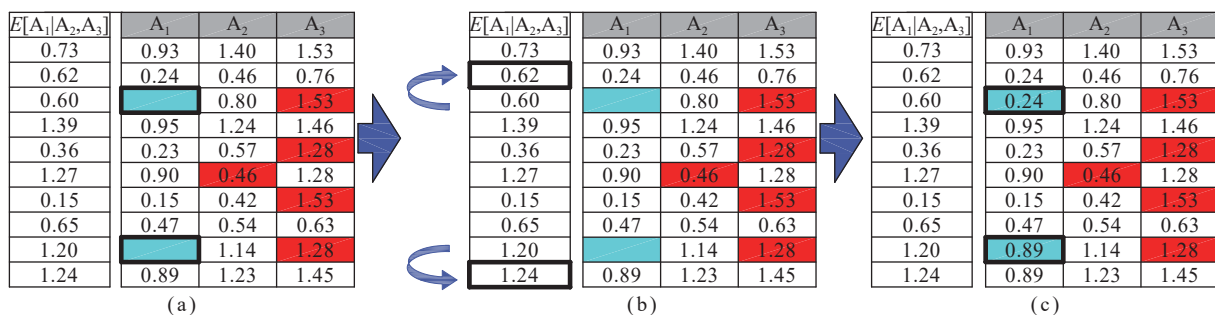 E[A₁|A₂,A₃] A₁ A₂ A₃ E[A₁|A₂,A₃] A₁ A₂ A₃ E[A₁|A₂,A₃] A₁ A₂ A₃
0.73 0.93 1.40 1.53 0.73 0.93 1.40 1.53 0.73 0.93 1.40 1.53
0.62 0.24 0.46 0.76 0.62 0.24 0.46 0.76 0.62 0.24 0.46 0.76
0.60 0.80 1.53 0.60 0.80 1.53 0.60 0.24 0.80 1.53
1.39 0.95 1.24 1.46 1.39 0.95 1.24 1.46 1.39 0.95 1.24 1.46
0.36 0.23 0.57 1.28 0.36 0.23 0.57 1.28 0.36 0.23 0.57 1.28
1.27 0.90 0.46 1.28 1.27 0.90 0.46 1.28 1.27 0.90 0.46 1.28
0.15 0.15 0.42 1.53 0.15 0.15 0.42 1.53 0.15 0.15 0.42 1.53
0.65 0.47 0.54 0.63 0.65 0.47 0.54 0.63 0.65 0.47 0.54 0.63
1.20 1.14 1.28 1.20 1.14 1.28 1.20 0.89 1.14 1.28
1.24 0.89 1.23 1.45 1.24 0.89 1.23 1.45 1.24 0.89 1.23 1.45
(a) (b) (c)